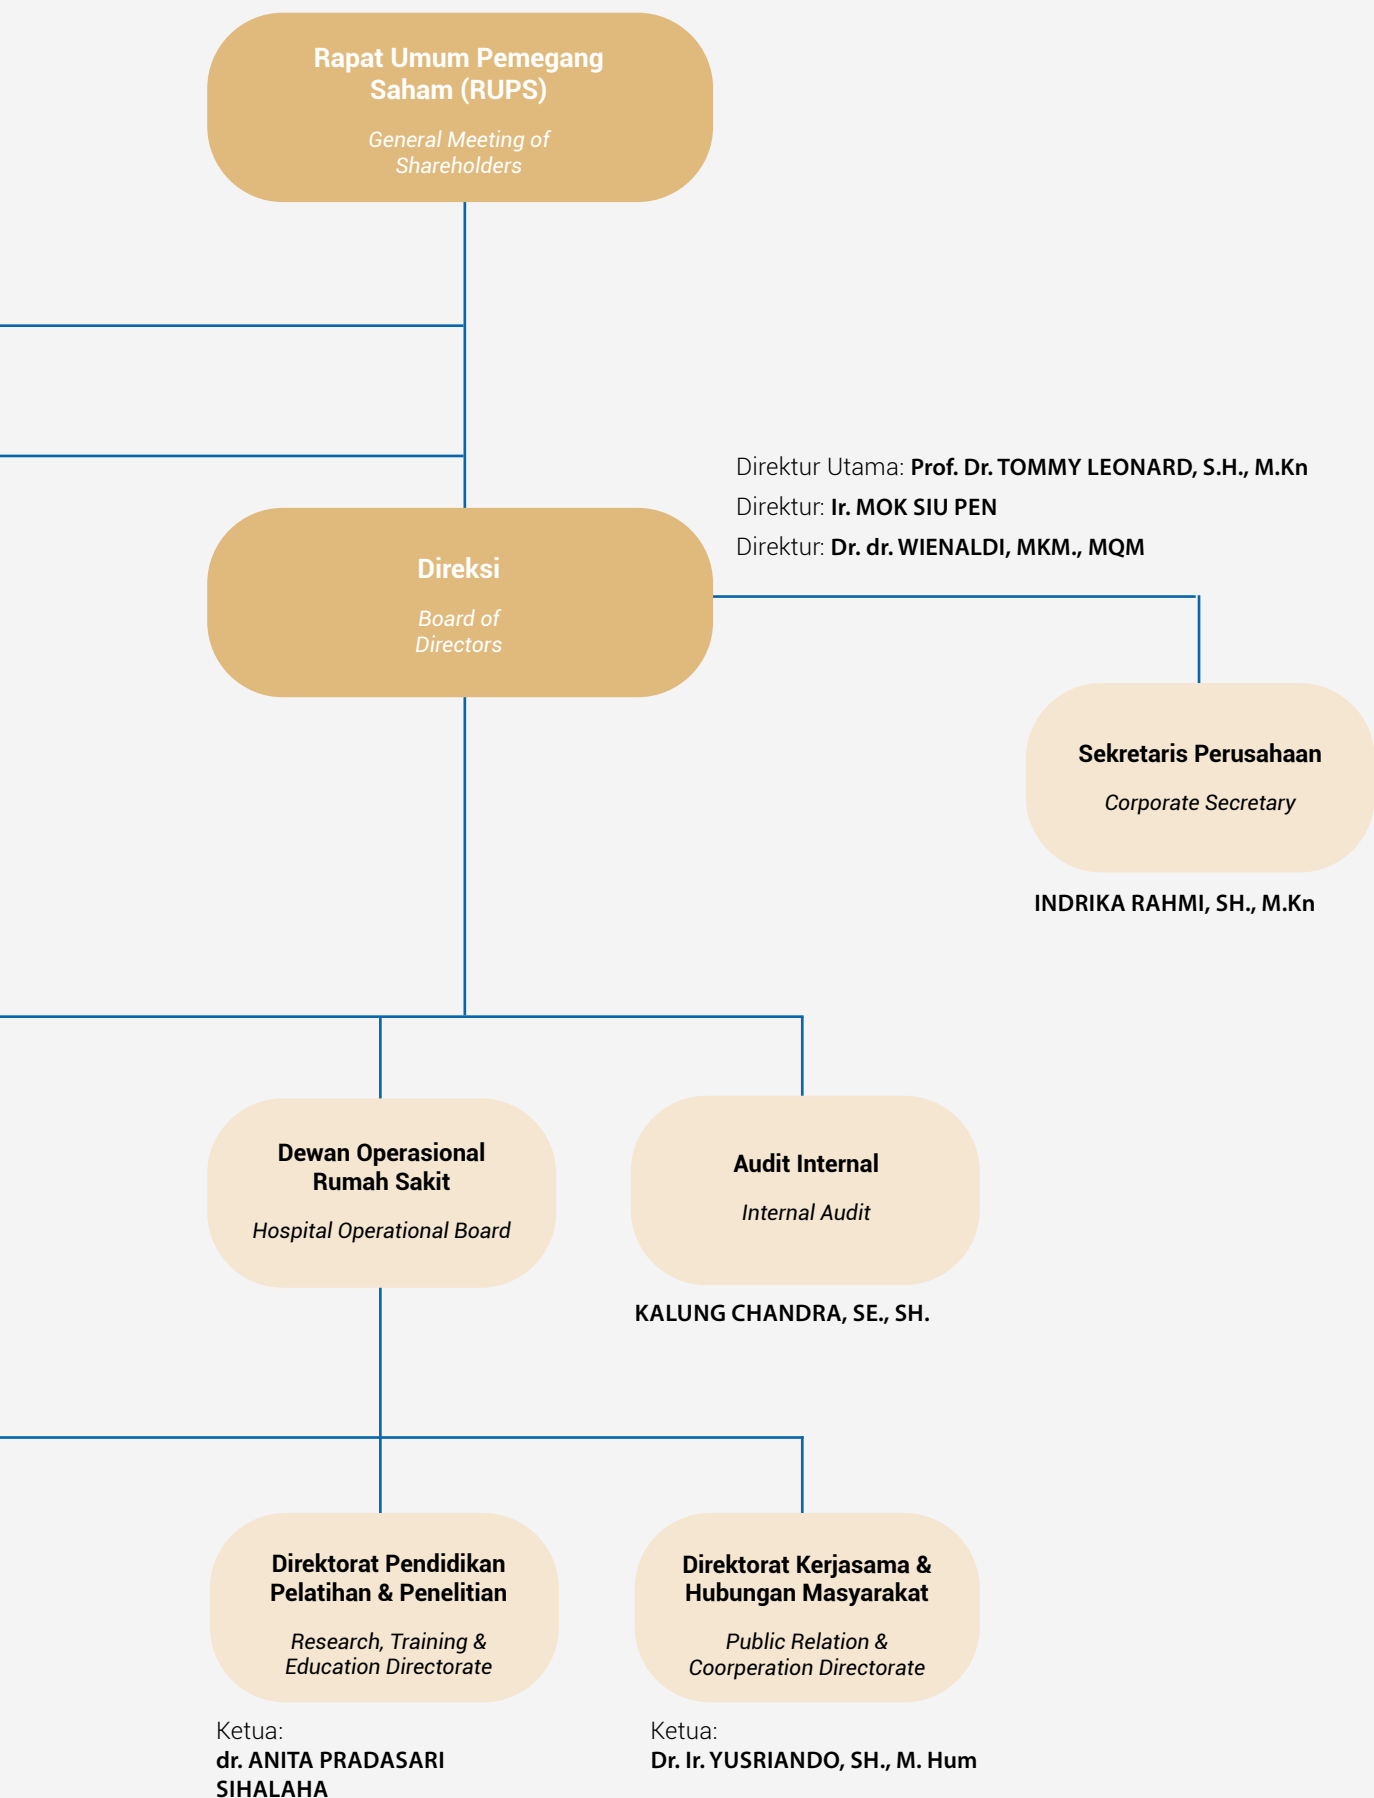 Rapat Umum Pemegang
Saham (RUPS)
General Meeting of
Shareholders
Direktur Utama: Prof. Dr. TOMMY LEONARD, S.H., M.Kn
Direktur: Ir. MOK SIU PEN
Direktur: Dr. dr. WIENALDI, MKM., MQM
Direksi
Board of
Directors
Sekretaris Perusahaan
Corporate Secretary
INDRIKA RAHMI, SH., M.Kn
Dewan Operasional
Rumah Sakit
Hospital Operational Board
Audit Internal
Internal Audit
KALUNG CHANDRA, SE., SH.
Direktorat Pendidikan
Pelatihan & Penelitian
Research, Training &
Education Directorate
Ketua:
dr. ANITA PRADASARI
SIHALAHA
Direktorat Kerjasama &
Hubungan Masyarakat
Public Relation &
Coorperation Directorate
Ketua:
Dr. Ir. YUSRIANDO, SH., M. Hum